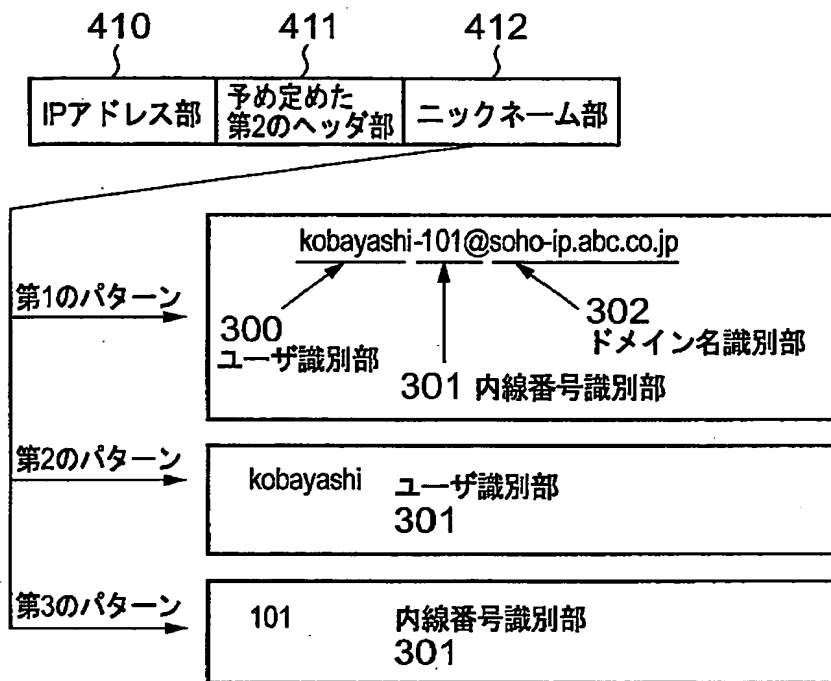 410 411 412
IPアドレス部 予め定めた ニックネーム部
第2のヘッダ部
kobayashi-101@soho-ip.abc.co.jp
第1のパターン
300 302
ユーザ識別部 ドメイン名識別部
301 内線番号識別部
第2のパターン
kobayashi ユーザ識別部
301
第3のパターン
101 内線番号識別部
301